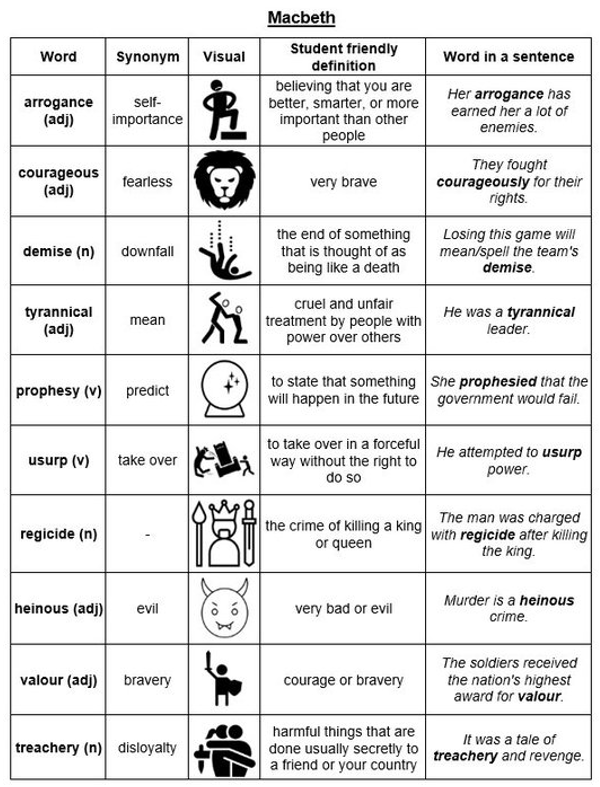 Macbeth
Word
Synonym
Visual
Student friendly
definition
Word in a sentence
arrogance
(adj)
self-
importance
believing that you are
better, smarter, or more
important than other
people
Her arrogance has
earned her a lot of
enemies.
courageous
(adj)
fearless
very brave
They fought
courageously for their
rights.
demise (n)
downfall
the end of something
that is thought of as
being like a death
Losing this game will
mean/spell the team's
demise.
tyrannical
(adj)
mean
cruel and unfair
treatment by people with
power over others
He was a tyrannical
leader.
prophesy (v)
predict
to state that something
will happen in the future
She prophesied that the
government would fail.
usurp (v)
take over
to take over in a forceful
way without the right to
do so
He attempted to usurp
power.
regicide (n)
-
the crime of killing a king
or queen
The man was charged
with regicide after killing
the king.
heinous (adj)
evil
very bad or evil
Murder is a heinous
crime.
valour (adj)
bravery
courage or bravery
The soldiers received
the nation's highest
award for valour.
treachery (n)
disloyalty
harmful things that are
done usually secretly to
a friend or your country
It was a tale of
treachery and revenge.